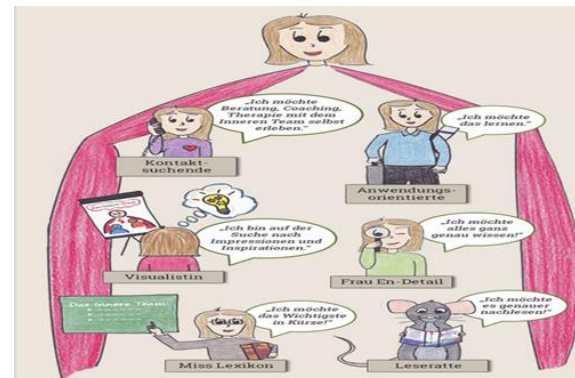 „Ich möchte
Beratung, Coaching,
Therapie mit dem
Inneren Team selbst
erleben.“
Kontakt-
suchende
„Ich möchte
das lernen.“
Anwendungs-
orientierte
„Ich bin auf der
Suche nach
Impressionen und
Inspirationen.“
Visualistin
„Ich möchte
alles ganz
genau wissen!“
Frau En-Detail
Das Innere Team:
„Ich möchte
das Wichtigste
in Kürze!“
Miss Lexikon
„Ich möchte
es genauer
nachlesen!“
Leseratte